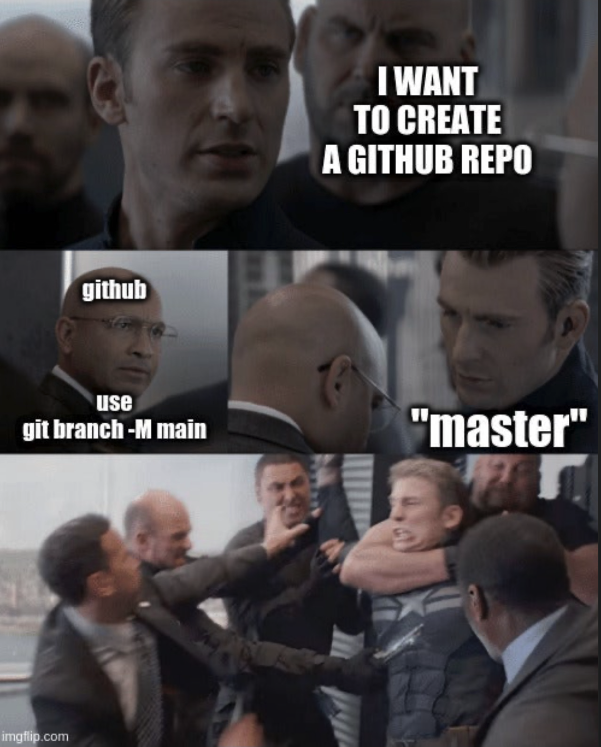 I WANT
TO CREATE
A GITHUB REPO
github
use
git branch -M main
"master"
imgflip.com